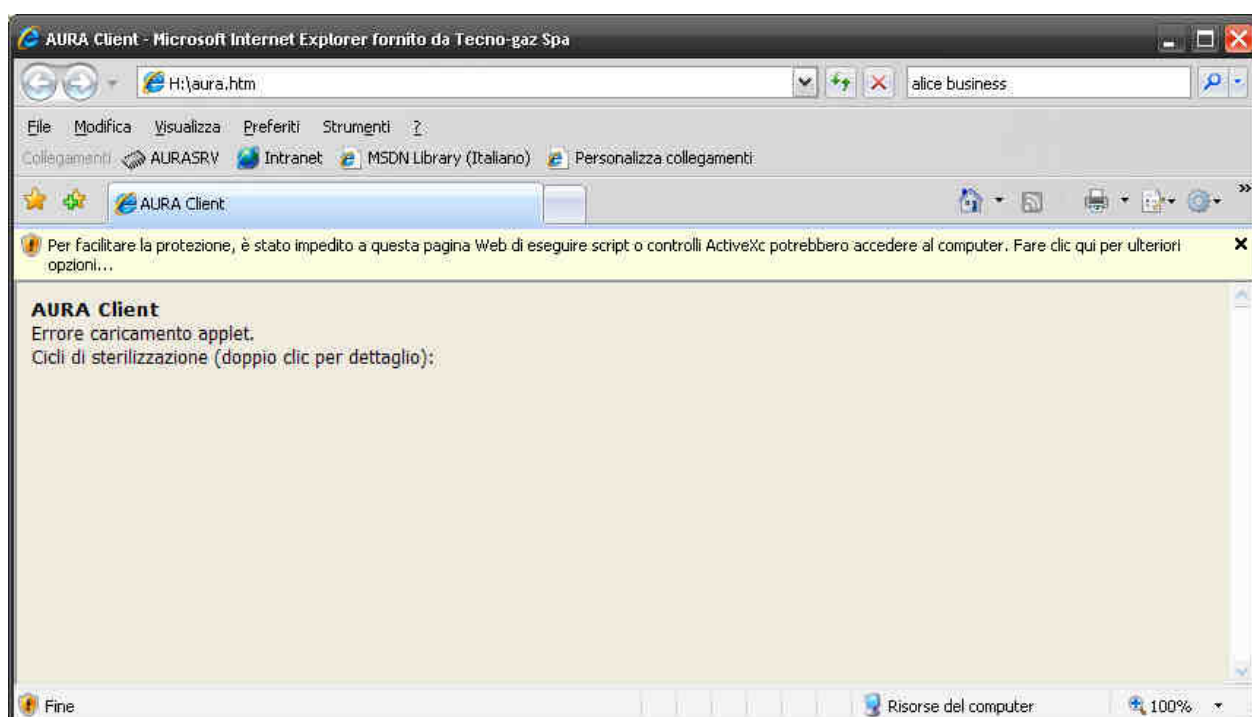 AURA Client - Microsoft Internet Explorer fornito da Tecno-gaz Spa
H:\aura.htm
alice business
File Modifica Visualizza Preferiti Strumenti ?
Collegamenti AURASRV Intranet MSDN Library (Italiano) Personalizza collegamenti
AURA Client
»
Per facilitare la protezione, è stato impedito a questa pagina Web di eseguire script o controlli ActiveXc potrebbero accedere al computer. Fare clic qui per ulteriori
opzioni...
AURA Client
Errore caricamento applet.
Cicli di sterilizzazione (doppio clic per dettaglio):
Fine
Risorse del computer
100%